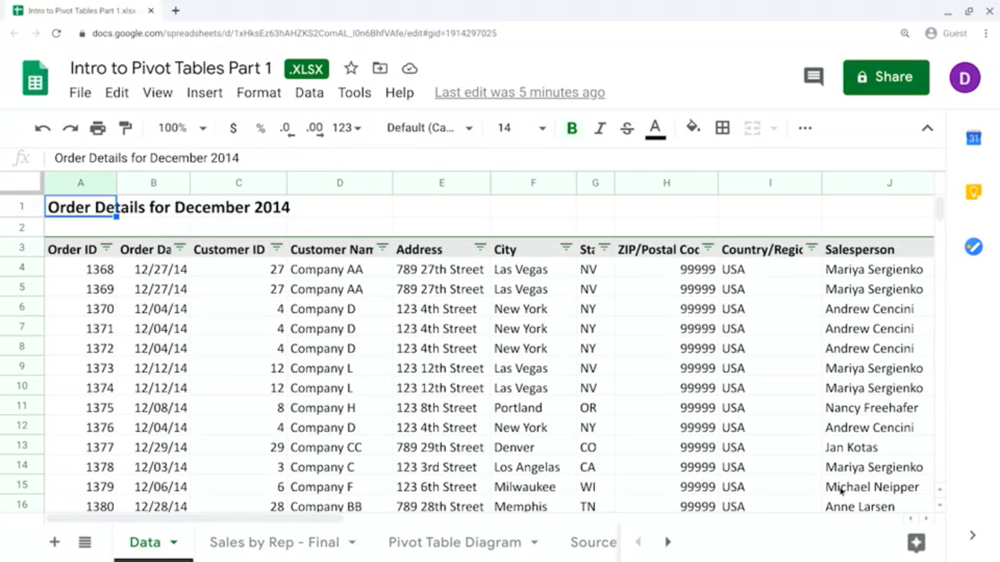 Intro to Pivot Tables Part 1.xlsx
docs.google.com/spreadsheets/d/1xHksEz63hAHZKS2ComAL_I0n6BhfVAfe/edit#gid=1914297025
Guest
Intro to Pivot Tables Part 1 .XLSX
Share
D
File Edit View Insert Format Data Tools Help Last edit was 5 minutes ago
100% $ % .0 .00 123 Default (Ca... 14 B I S A
31
fx Order Details for December 2014
A B C D E F G H I J
1 Order Details for December 2014
2
3 Order ID Order Da Customer ID Customer Nam Address City Sta ZIP/Postal Coc Country/Regic Salesperson
4 1368 12/27/14 27 Company AA 789 27th Street Las Vegas NV 99999 USA Mariya Sergienko
5 1369 12/27/14 27 Company AA 789 27th Street Las Vegas NV 99999 USA Mariya Sergienko
6 1370 12/04/14 4 Company D 123 4th Street New York NY 99999 USA Andrew Cencini
7 1371 12/04/14 4 Company D 123 4th Street New York NY 99999 USA Andrew Cencini
8 1372 12/04/14 4 Company D 123 4th Street New York NY 99999 USA Andrew Cencini
9 1373 12/12/14 12 Company L 123 12th Street Las Vegas NV 99999 USA Mariya Sergienko
10 1374 12/12/14 12 Company L 123 12th Street Las Vegas NV 99999 USA Mariya Sergienko
11 1375 12/08/14 8 Company H 123 8th Street Portland OR 99999 USA Nancy Freehafer
12 1376 12/04/14 4 Company D 123 4th Street New York NY 99999 USA Andrew Cencini
13 1377 12/29/14 29 Company CC 789 29th Street Denver CO 99999 USA Jan Kotas
14 1378 12/03/14 3 Company C 123 3rd Street Los Angelas CA 99999 USA Mariya Sergienko
15 1379 12/06/14 6 Company F 123 6th Street Milwaukee WI 99999 USA Michael Neipper
16 1380 12/28/14 28 Company BB 789 28th Street Memphis TN 99999 USA Anne Larsen
Data Sales by Rep - Final Pivot Table Diagram Source